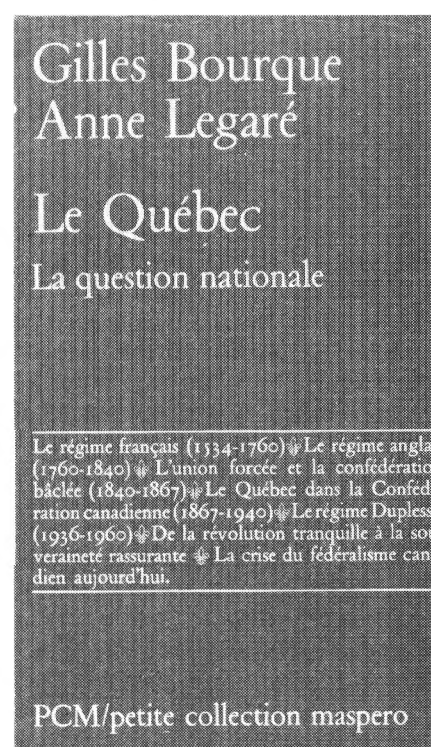 Gilles Bourque
Anne Legaré
Le Québec
La question nationale
Le régime français (1534-1760) ⚜ Le régime angla
(1760-1840) ⚜ L'union forcée et la confédératio
bâclée (1840-1867) ⚜ Le Québec dans la Conféd
ration canadienne (1867-1940) ⚜ Le régime Dupless
(1936-1960) ⚜ De la révolution tranquille à la sou
veraineté rassurante ⚜ La crise du fédéralisme can
dien aujourd'hui.
PCM/petite collection maspero